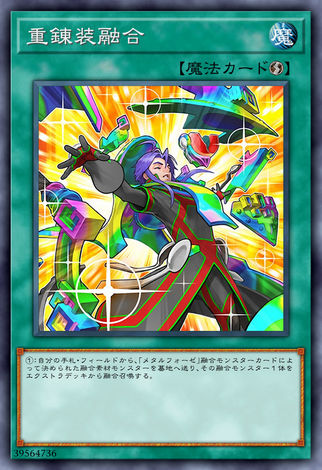 重錬装融合
魔
【魔法カード】
①:自分の手札・フィールドから、「メタルフォーゼ」融合モンスターカードによ
って決められた融合素材モンスターを墓地へ送り、その融合モンスター１体を
エクストラデッキから融合召喚する。
39564736